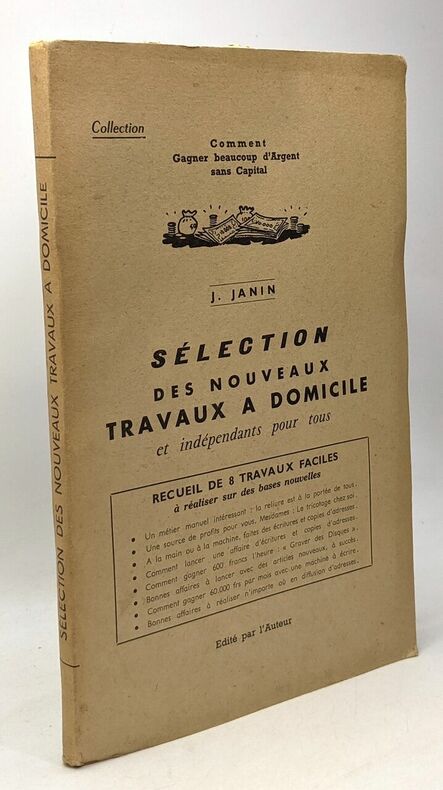 SÉLECTION DES NOUVEAUX TRAVAUX A DOMICILE
Collection
Comment
Gagner beaucoup d'Argent
sans Capital
J. JANIN
SÉLECTION
DES NOUVEAUX
TRAVAUX A DOMICILE
et indépendants pour tous
RECUEIL DE 8 TRAVAUX FACILES
à réaliser sur des bases nouvelles
• Un métier manuel intéressant : la reliure est à la portée de tous.
• Une source de profits pour vous, Mesdames : Le tricotage chez soi.
• A la main ou à la machine, faites des écritures et copies d'adresses.
• Comment lancer une affaire d'écritures et copies d'adresses.
• Comment gagner 600 francs l'heure : « Graver des Disques ».
• Bonnes affaires à lancer avec des articles nouveaux, à succès.
• Comment gagner 60.000 frs par mois avec une machine à écrire.
• Bonnes affaires à réaliser n'importe où en diffusion d'adresses.
Edité par l'Auteur